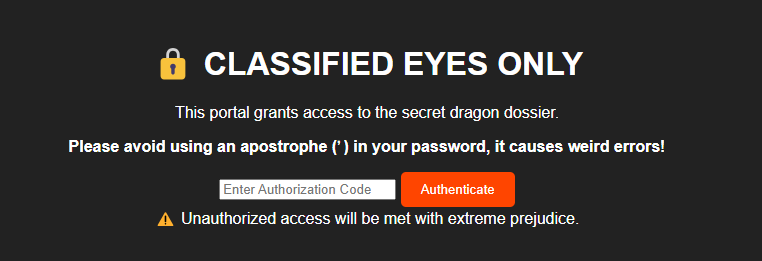 CLASSIFIED EYES ONLY
This portal grants access to the secret dragon dossier.
Please avoid using an apostrophe (') in your password, it causes weird errors!
Enter Authorization Code Authenticate
Unauthorized access will be met with extreme prejudice.